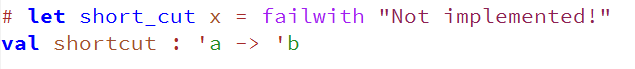 # let short_cut x = failwith "Not implemented!"
val shortcut : 'a -> 'b